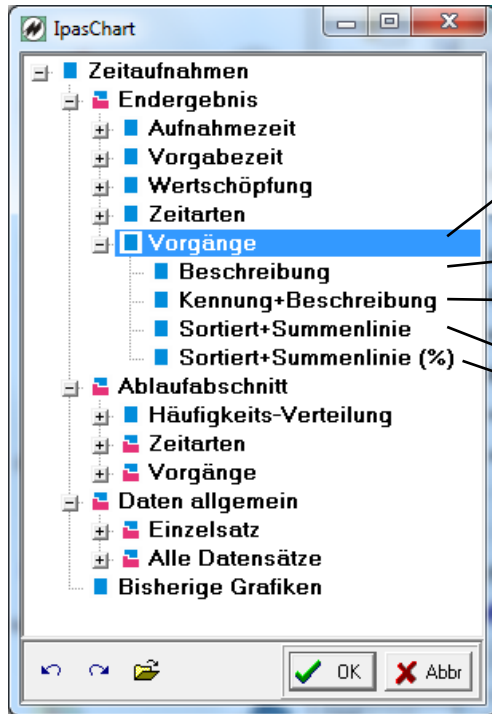 IpasChart
Zeitaufnahmen
Endergebnis
Aufnahmezeit
Vorgabezeit
Wertschöpfung
Zeitarten
Vorgänge
Beschreibung
Kennung+Beschreibung
Sortiert+Summenlinie
Sortiert+Summenlinie (%)
Ablaufabschnitt
Häufigkeits-Verteilung
Zeitarten
Vorgänge
Daten allgemein
Einzelsatz
Alle Datensätze
Bisherige Grafiken
OK Abbr